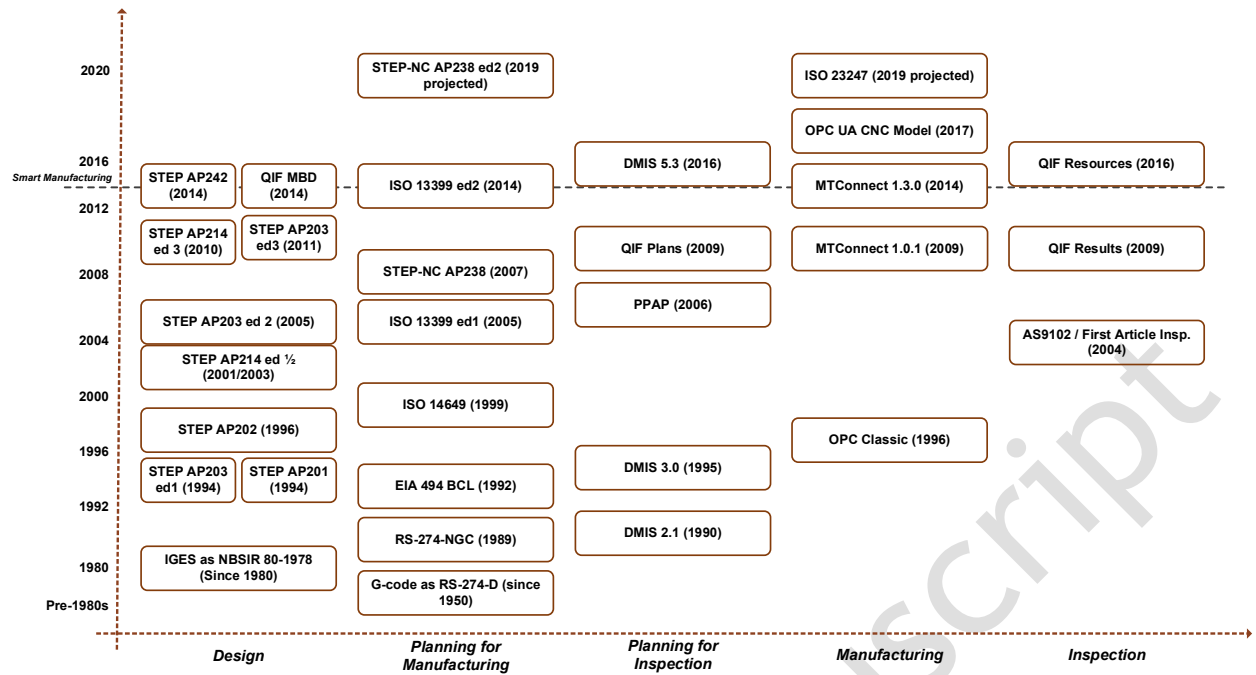 2020
STEP-NC AP238 ed2 (2019
projected)
ISO 23247 (2019 projected)
OPC UA CNC Model (2017)
2016
Smart Manufacturing
DMIS 5.3 (2016)
QIF Resources (2016)
STEP AP242
(2014)
QIF MBD
(2014)
ISO 13399 ed2 (2014)
MTConnect 1.3.0 (2014)
2012
STEP AP214
ed 3 (2010)
STEP AP203
ed3 (2011)
QIF Plans (2009)
MTConnect 1.0.1 (2009)
QIF Results (2009)
2008
STEP-NC AP238 (2007)
PPAP (2006)
STEP AP203 ed 2 (2005)
ISO 13399 ed1 (2005)
2004
AS9102 / First Article Insp.
(2004)
STEP AP214 ed ½
(2001/2003)
2000
ISO 14649 (1999)
STEP AP202 (1996)
OPC Classic (1996)
1996
STEP AP203
ed1 (1994)
STEP AP201
(1994)
EIA 494 BCL (1992)
DMIS 3.0 (1995)
1992
RS-274-NGC (1989)
DMIS 2.1 (1990)
1980
IGES as NBSIR 80-1978
(Since 1980)
G-code as RS-274-D (since
1950)
Pre-1980s
Design
Planning for
Manufacturing
Planning for
Inspection
Manufacturing
Inspection
uscript